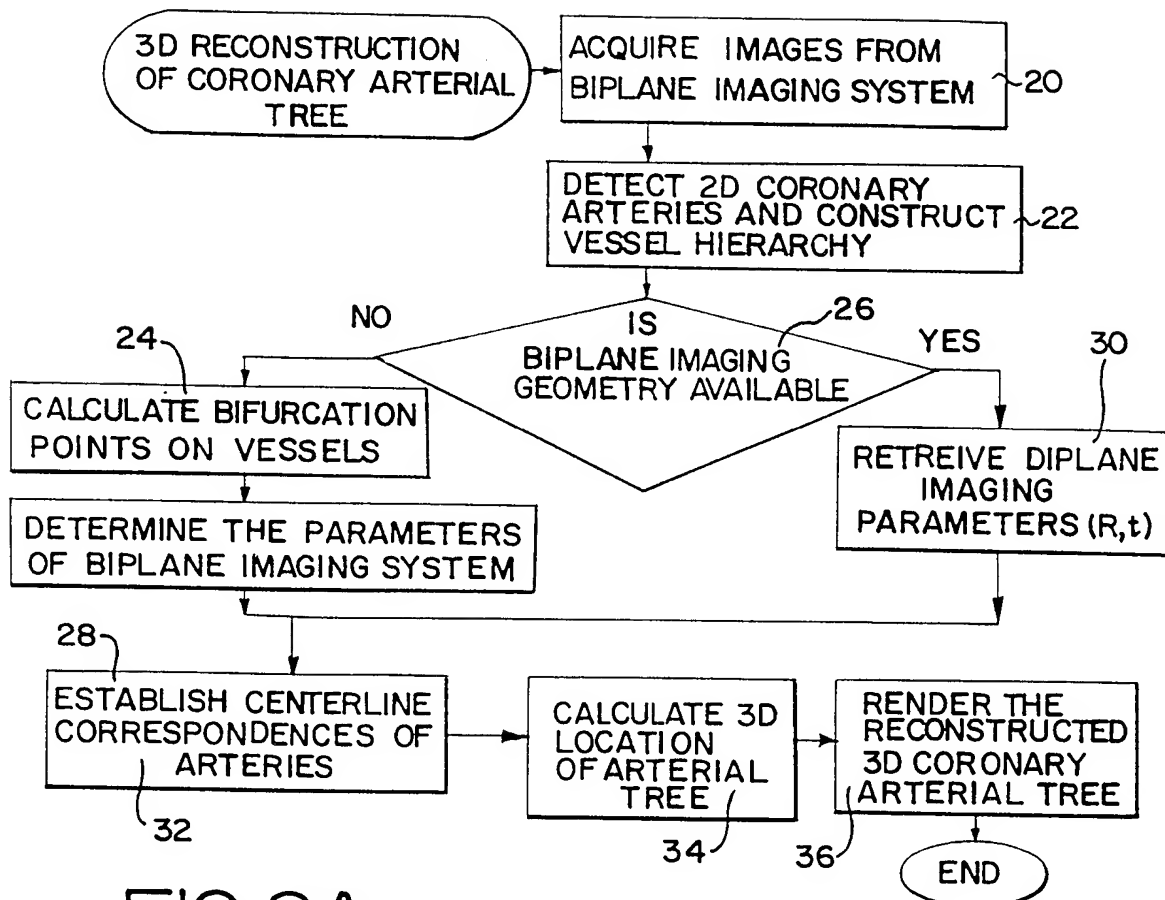 3D RECONSTRUCTION
OF CORONARY ARTERIAL
TREE
ACQUIRE IMAGES FROM
BIPLANE IMAGING SYSTEM
20
DETECT 2D CORONARY
ARTERIES AND CONSTRUCT
VESSEL HIERARCHY
22
NO
IS
BIPLANE IMAGING
GEOMETRY AVAILABLE
26
YES
24
CALCULATE BIFURCATION
POINTS ON VESSELS
30
RETREIVE DIPLANE
IMAGING
PARAMETERS (R,t)
DETERMINE THE PARAMETERS
OF BIPLANE IMAGING SYSTEM
28
ESTABLISH CENTERLINE
CORRESPONDENCES OF
ARTERIES
32
CALCULATE 3D
LOCATION
OF ARTERIAL
TREE
34
RENDER THE
RECONSTRUCTED
3D CORONARY
ARTERIAL TREE
36
END